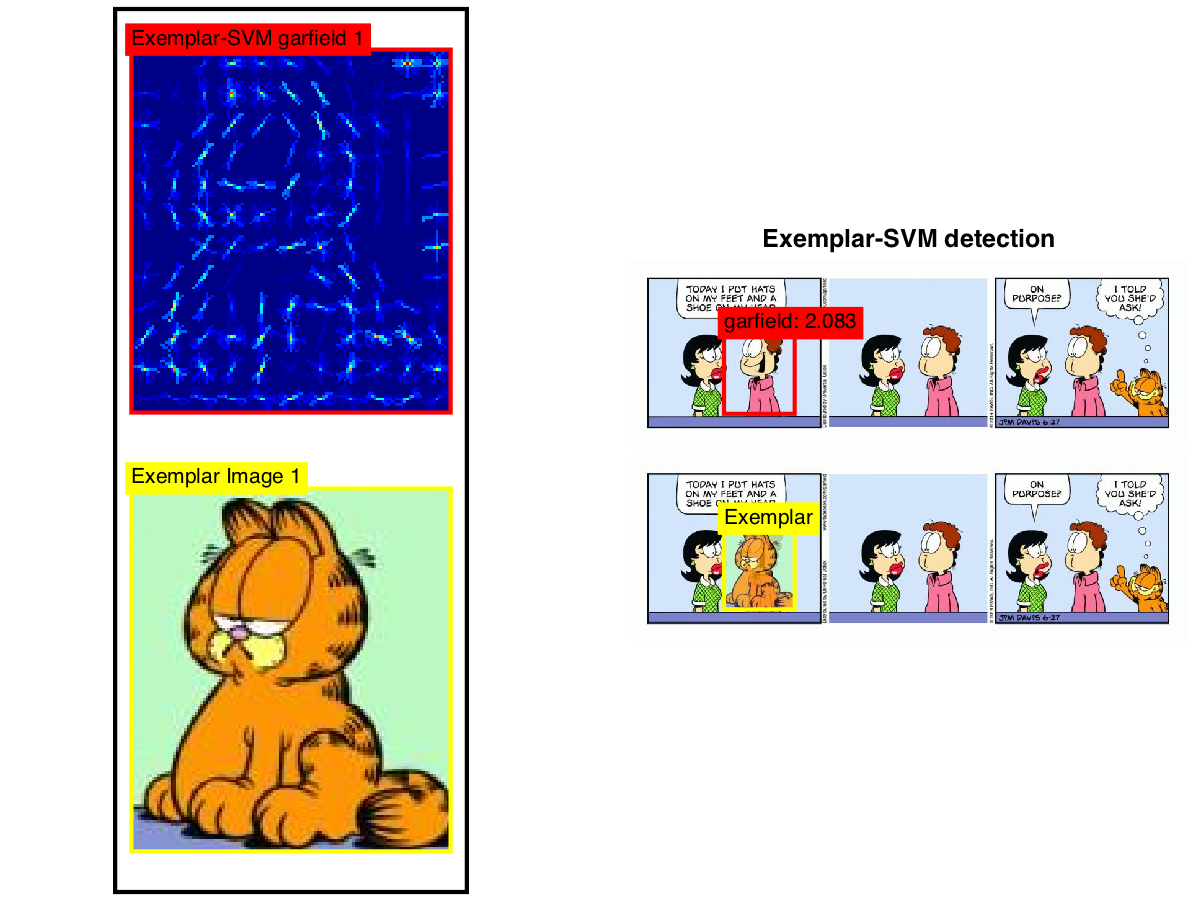 Exemplar-SVM garfield 1
Exemplar Image 1
Exemplar-SVM detection
TODAY I PUT HATS
ON MY FEET AND A
SHOE ON MY HEAD
garfield: 2.083
ON
PURPOSE?
I TOLD
YOU SHE'D
ASK!
JIM DAVIS 6-27
TODAY I PUT HATS
ON MY FEET AND A
SHOE ON MY HEAD
Exemplar
ON
PURPOSE?
I TOLD
YOU SHE'D
ASK!
JIM DAVIS 6-27